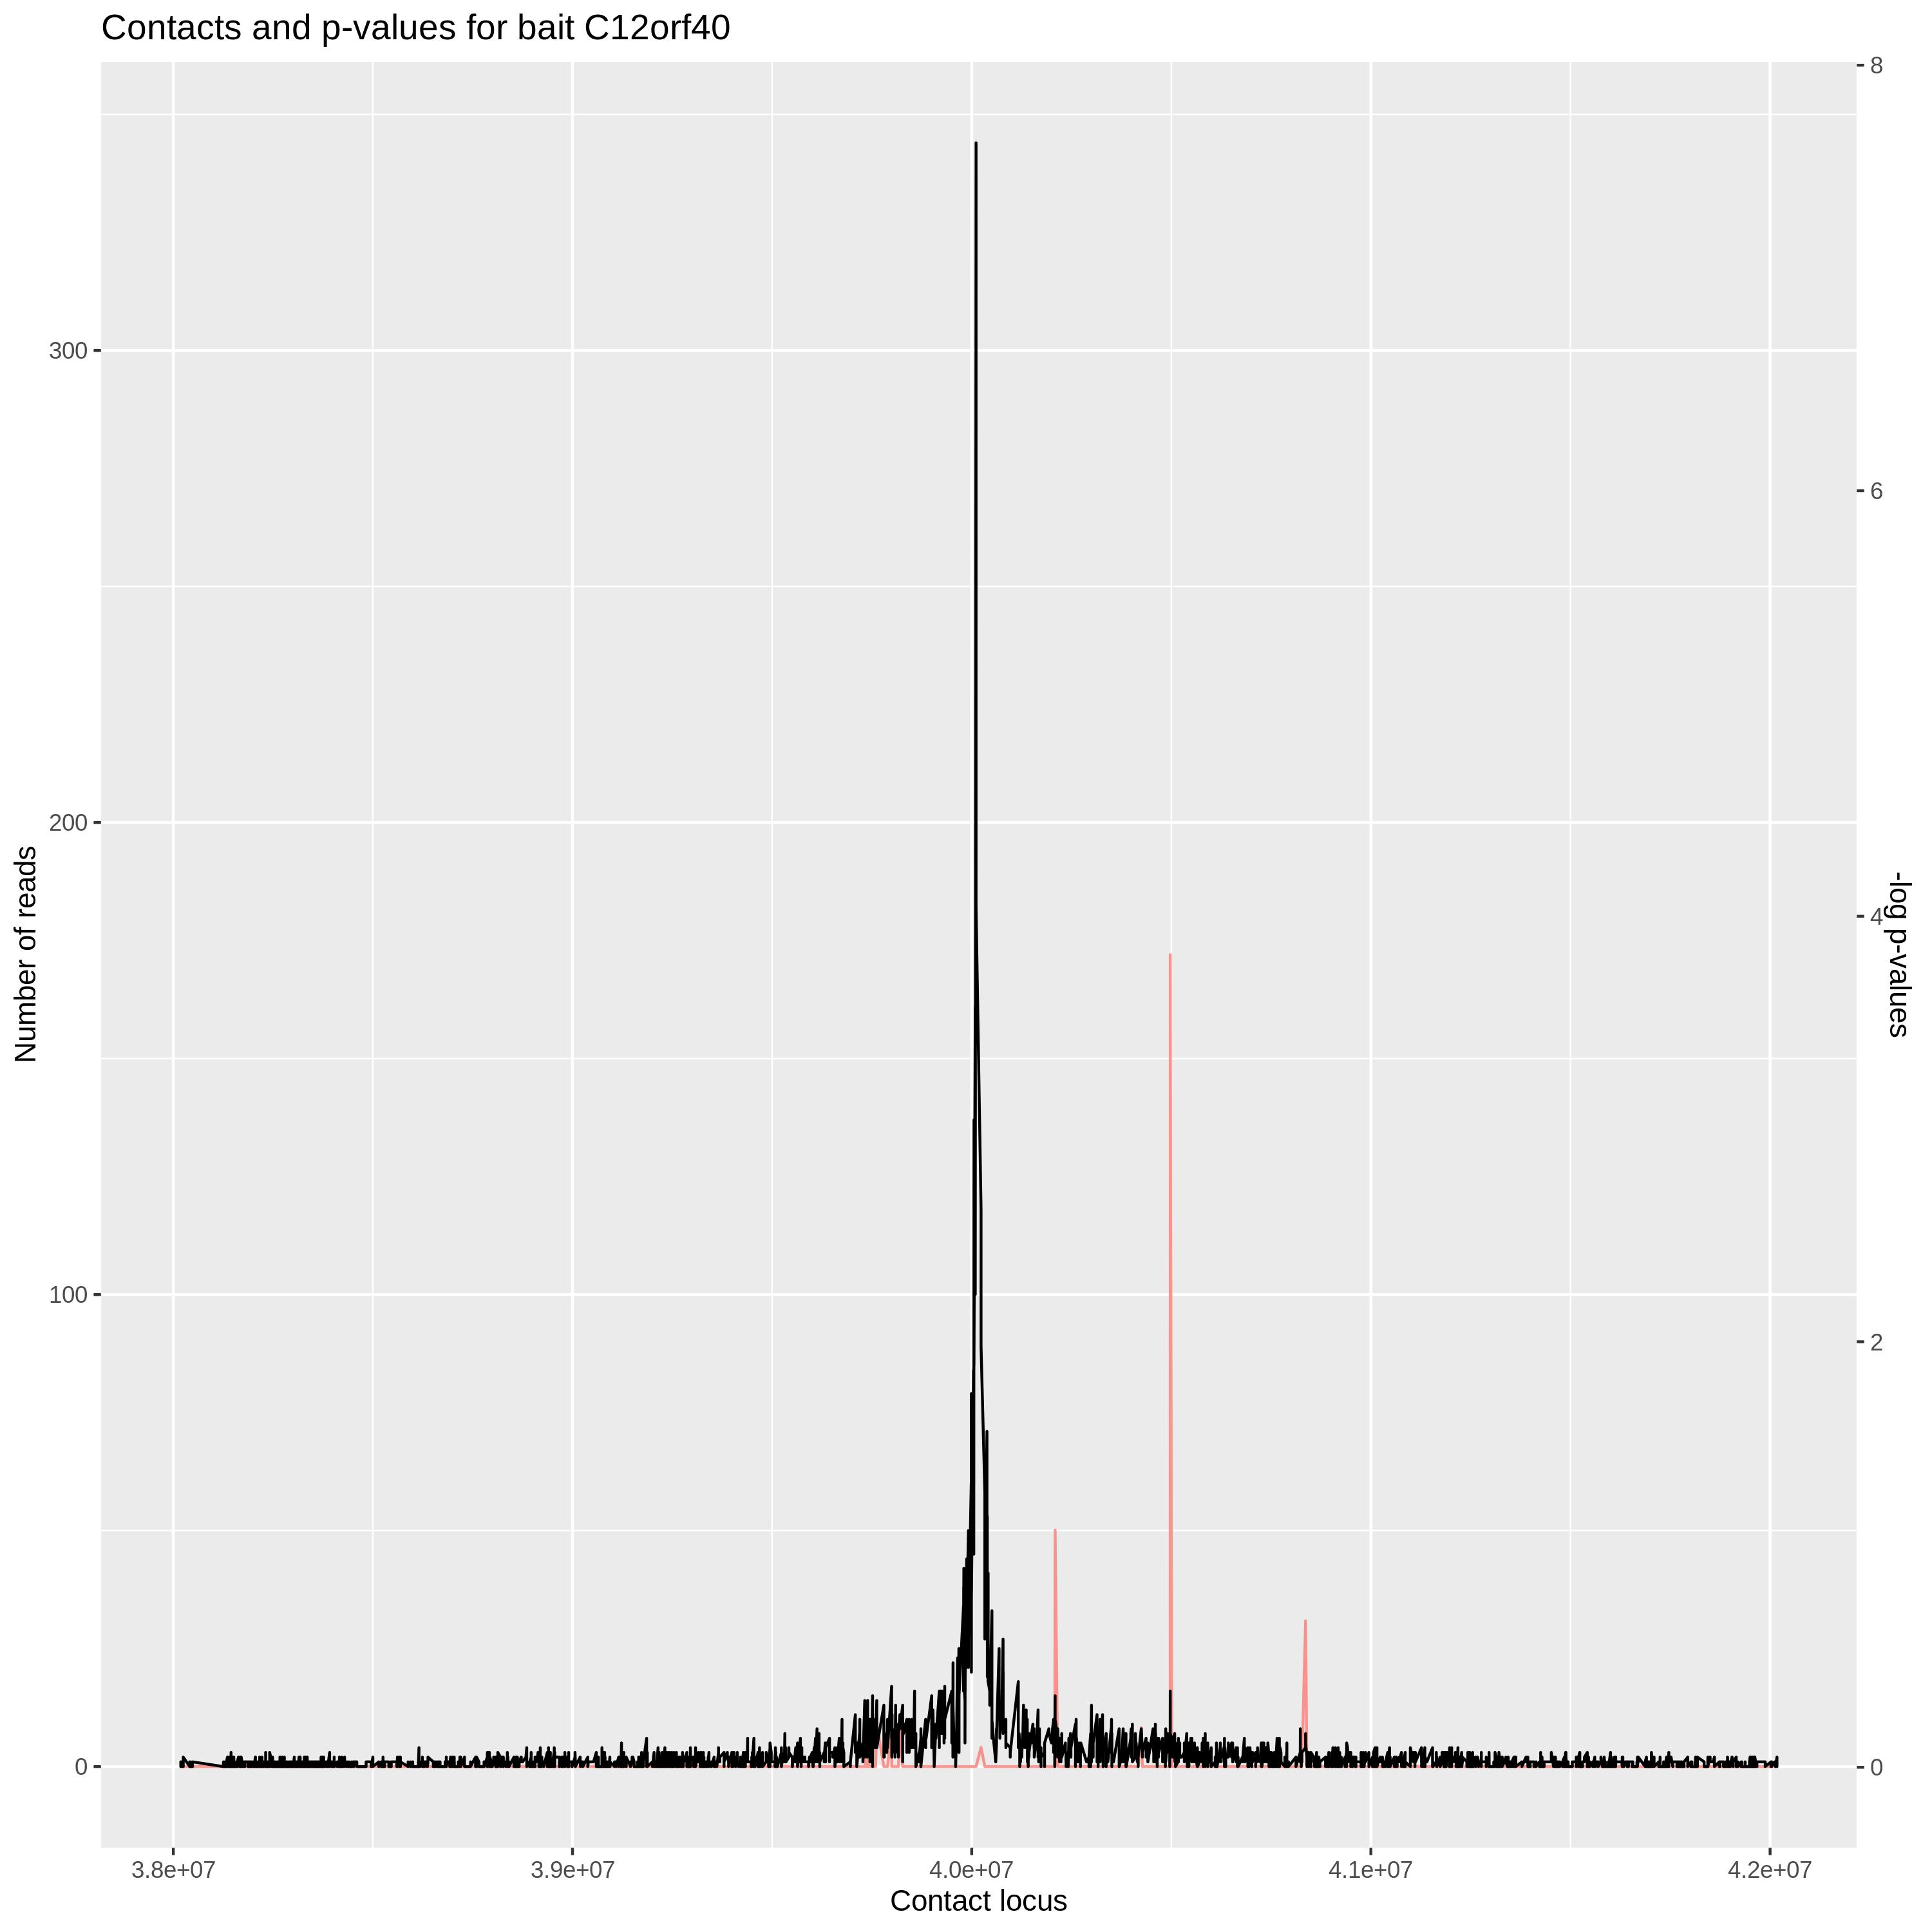 Contacts and p-values for bait C12orf40
Number of reads
300
200
100
0
8
6
4
2
0
-log p-values
3.8e+07
3.9e+07
4.0e+07
4.1e+07
4.2e+07
Contact locus